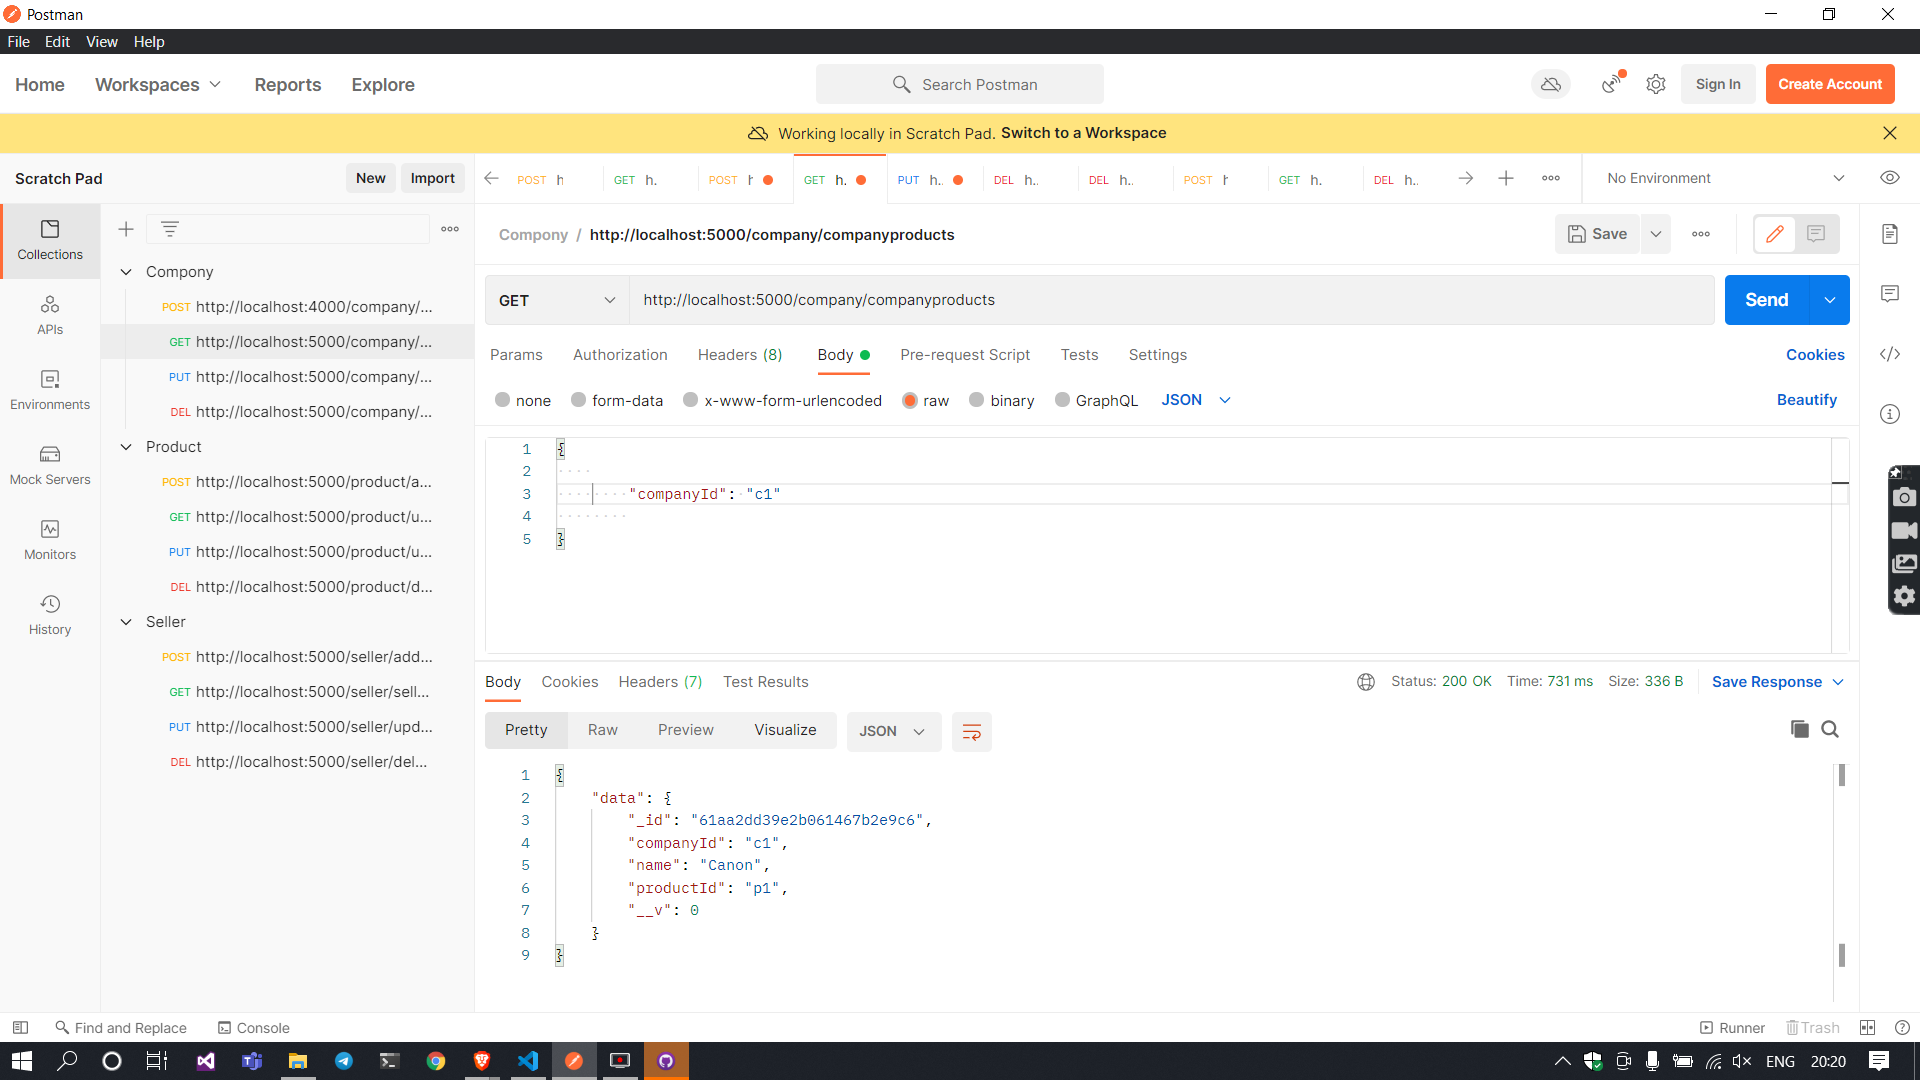 Postman
File Edit View Help
Home Workspaces Reports Explore
Search Postman
Sign In
Create Account
Working locally in Scratch Pad. Switch to a Workspace
Scratch Pad
New
Import
POST h
GET h.
POST h
GET h.
PUT h.
DEL h..
DEL h..
POST h
GET h.
DEL h..
No Environment
Collections
APIs
Environments
Mock Servers
Monitors
History
Compony
POST http://localhost:4000/company/...
GET http://localhost:5000/company/...
PUT http://localhost:5000/company/...
DEL http://localhost:5000/company/...
Product
POST http://localhost:5000/product/a...
GET http://localhost:5000/product/u...
PUT http://localhost:5000/product/u...
DEL http://localhost:5000/product/d...
Seller
POST http://localhost:5000/seller/add...
GET http://localhost:5000/seller/sell...
PUT http://localhost:5000/seller/upd...
DEL http://localhost:5000/seller/del...
Compony / http://localhost:5000/company/companyproducts
Save
GET http://localhost:5000/company/companyproducts
Send
Params Authorization Headers (8) Body Pre-request Script Tests Settings
Cookies
none form-data x-www-form-urlencoded raw binary GraphQL JSON
Beautify
1 {
2
3 "companyId": "c1"
4
5 }
Body Cookies Headers (7) Test Results
Status: 200 OK Time: 731 ms Size: 336 B
Save Response
Pretty Raw Preview Visualize JSON
1 {
2 "data": {
3 "_id": "61aa2dd39e2b061467b2e9c6",
4 "companyId": "c1",
5 "name": "Canon",
6 "productId": "p1",
7 "__v": 0
8 }
9 }
Find and Replace
Console
Runner
Trash
ENG
20:20